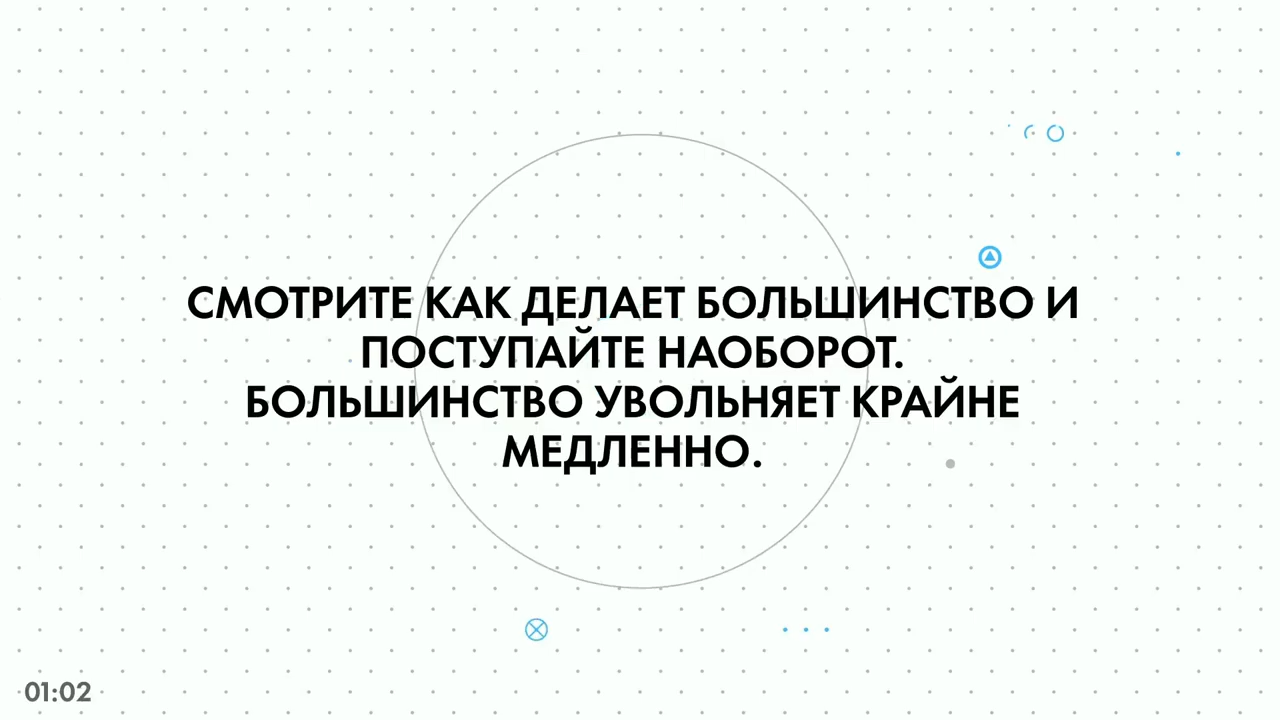 СМОТРИТЕ КАК ДЕЛАЕТ БОЛЬШИНСТВО И
ПОСТУПАЙТЕ НАОБОРОТ.
БОЛЬШИНСТВО УВОЛЬНЯЕТ КРАЙНЕ
МЕДЛЕННО.
01:02